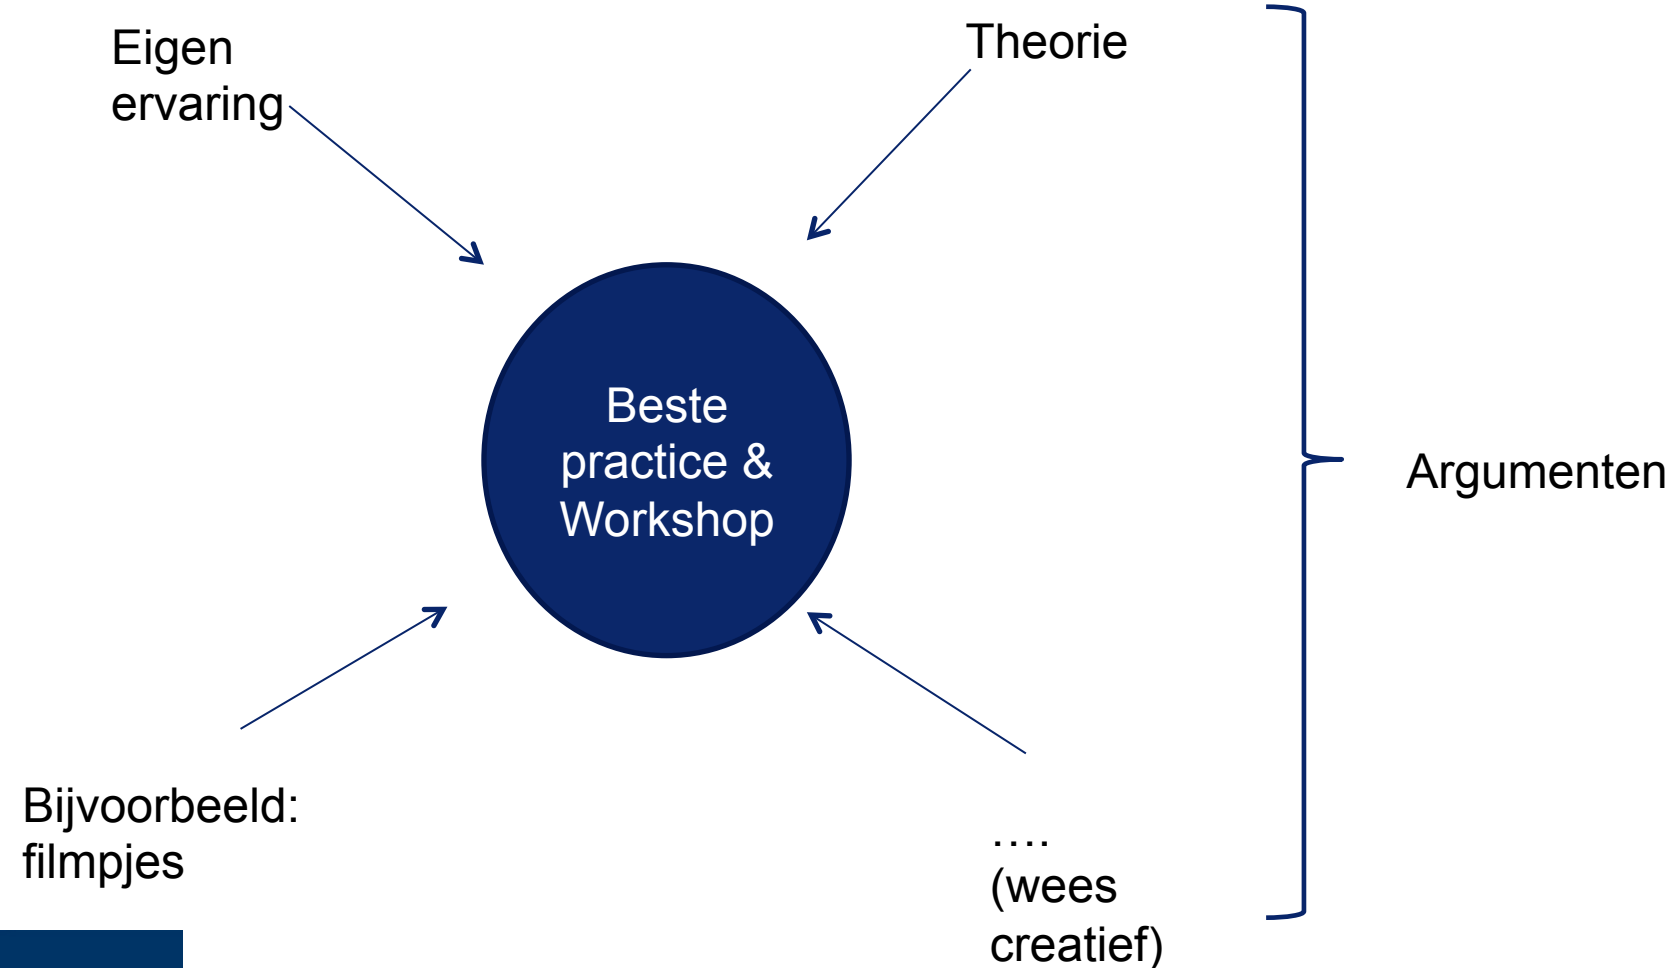 Eigen
ervaring
Theorie
Beste
practice &
Workshop
Argumenten
Bijvoorbeeld:
filmpjes
….
(wees
creatief)